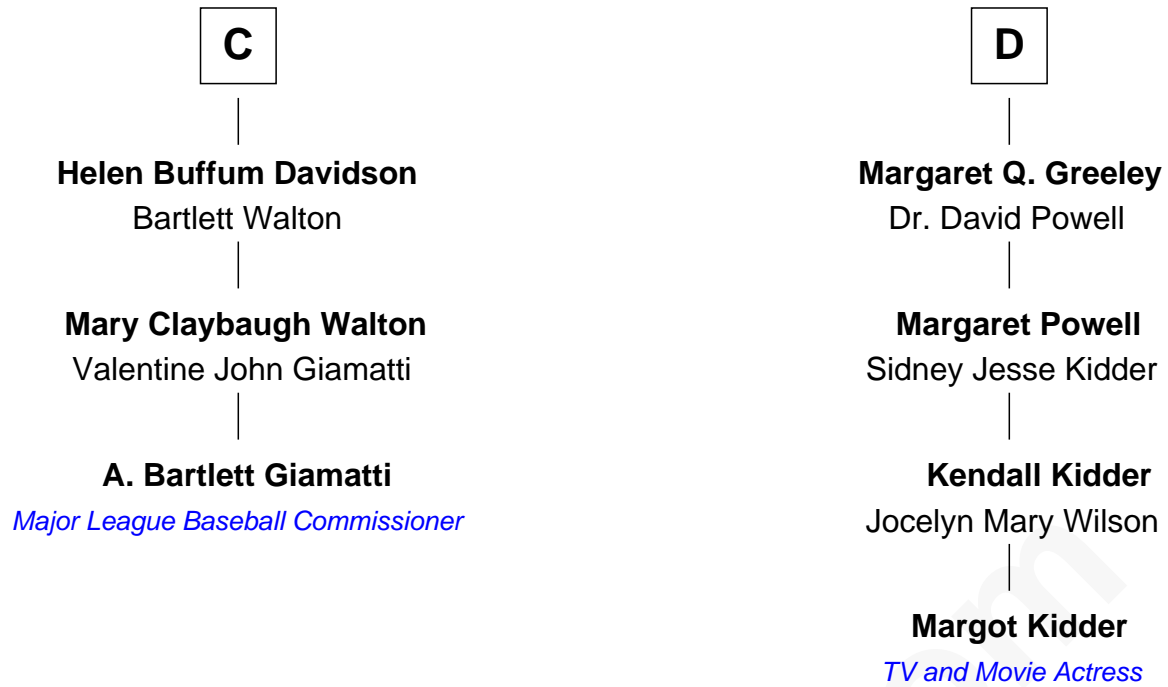 C
Helen Buffum Davidson
Bartlett Walton
Mary Claybaugh Walton
Valentine John Giamatti
A. Bartlett Giamatti
Major League Baseball Commissioner
D
Margaret Q. Greeley
Dr. David Powell
Margaret Powell
Sidney Jesse Kidder
Kendall Kidder
Jocelyn Mary Wilson
Margot Kidder
TV and Movie Actress